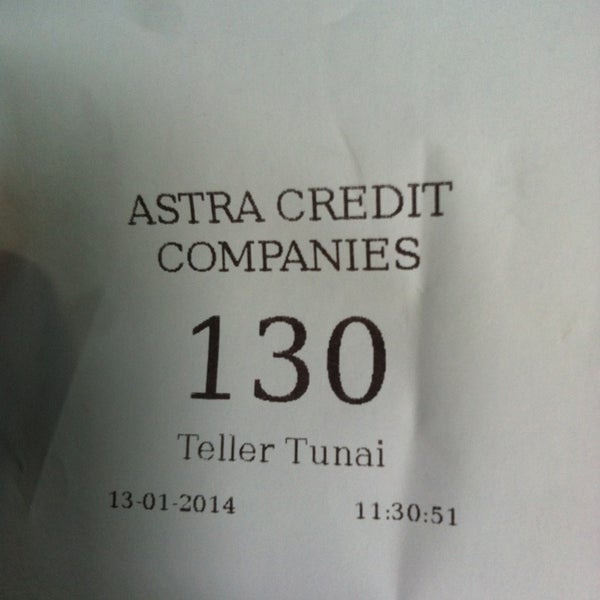 ASTRA CREDIT
COMPANIES
130
Teller Tunai
13-01-2014 11:30:51